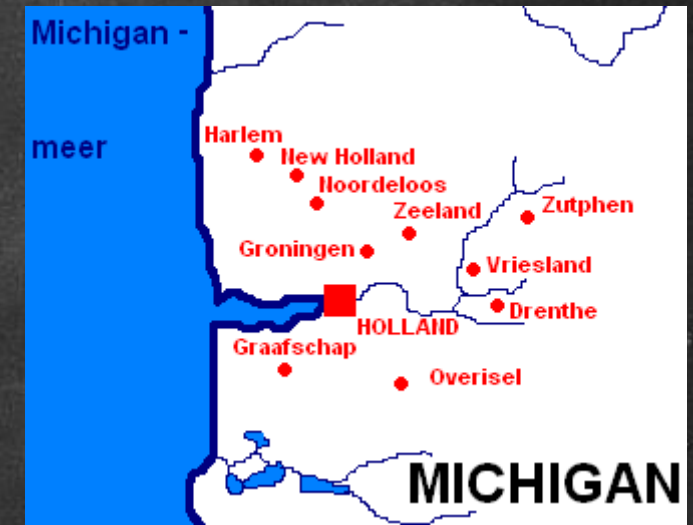 Michigan -
meer
Harlem
New Holland
Noordeloos
Zeeland
Zutphen
Groningen
Vriesland
Drenthe
HOLLAND
Graafschap
Overisel
MICHIGAN